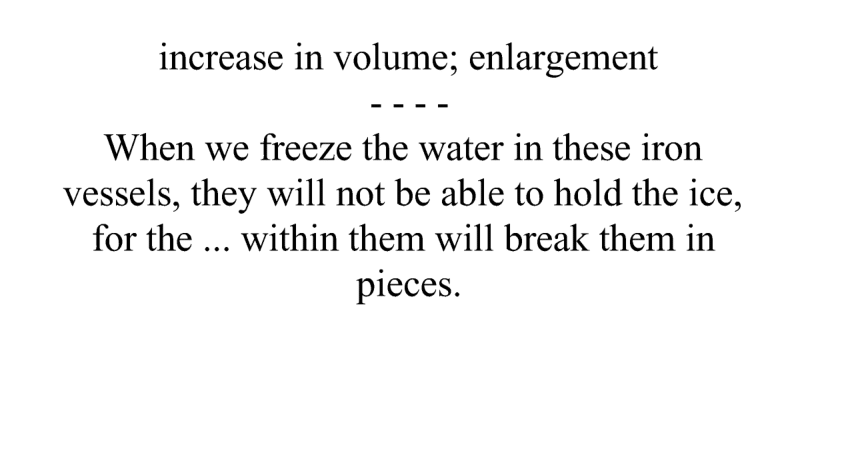 increase in volume; enlargement
- - - -
When we freeze the water in these iron
vessels, they will not be able to hold the ice,
for the ... within them will break them in
pieces.